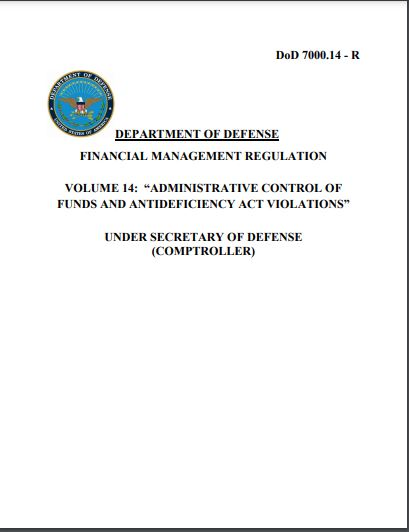 DoD 7000.14 - R
DEPARTMENT OF DEFENSE
UNITED STATES OF AMERICA
DEPARTMENT OF DEFENSE
FINANCIAL MANAGEMENT REGULATION
VOLUME 14: “ADMINISTRATIVE CONTROL OF
FUNDS AND ANTIDEFICIENCY ACT VIOLATIONS”
UNDER SECRETARY OF DEFENSE
(COMPTROLLER)